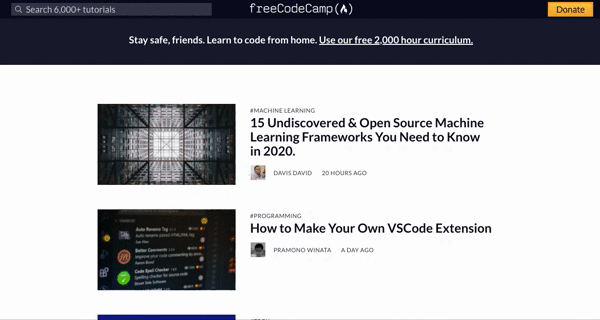 Search 6,000+ tutorials
freeCodeCamp
Donate
Stay safe, friends. Learn to code from home. Use our free 2,000 hour curriculum.
#MACHINE LEARNING
15 Undiscovered & Open Source Machine
Learning Frameworks You Need to Know
in 2020.
DAVIS DAVID 20 HOURS AGO
#PROGRAMMING
How to Make Your Own VSCode Extension
PRAMONO WINATA A DAY AGO
Auto Rename Tag
Better Comments
Code Spell Checker